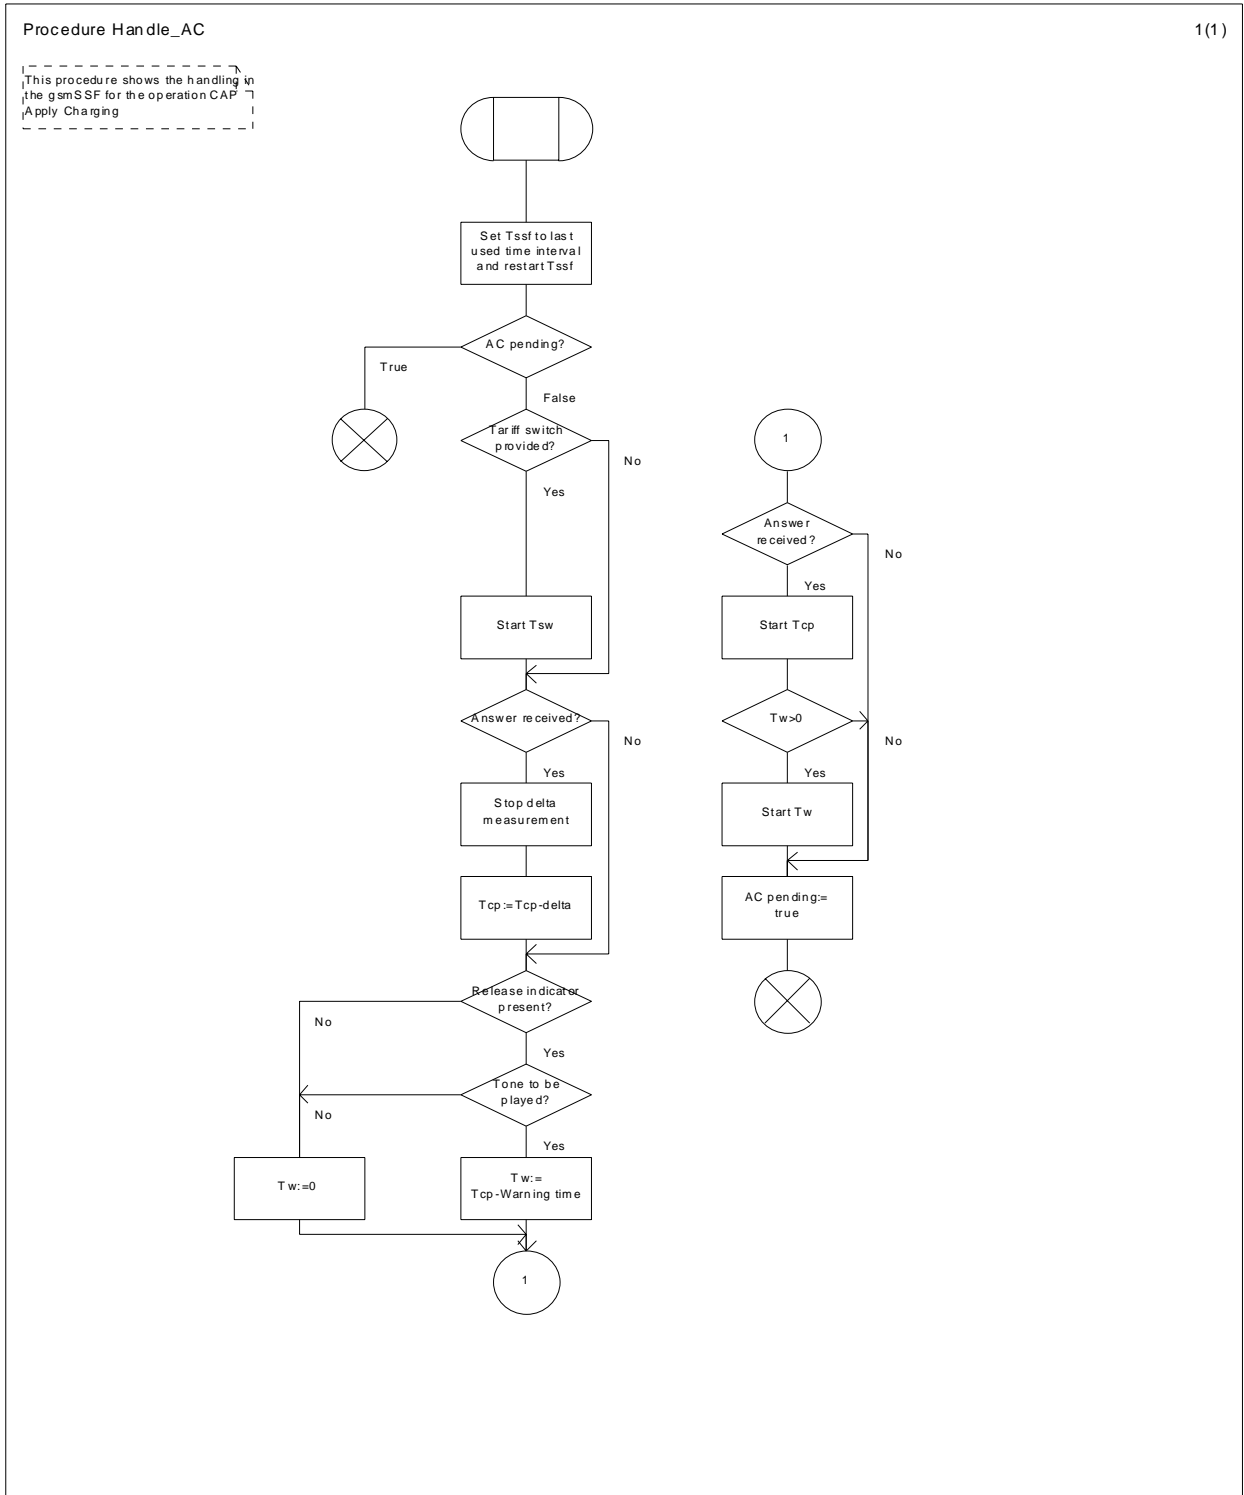 Procedure Handle_AC
1(1)
This procedure shows the handling in
the gsmSSF for the operation CAP
Apply Charging
Set Tssf to last
used time interval
and restart Tssf
AC pending?
True
False
Tariff switch
provided?
No
Yes
Start Tsw
Answer received?
No
Yes
Stop delta
measurement
Tcp:=Tcp-delta
Release indicator
present?
No
Yes
Tone to be
played?
No
Yes
Tw:=0
Tw:=
Tcp-Warning time
1
1
Answer
received?
No
Yes
Start Tcp
Tw>0
No
Yes
Start Tw
AC pending:=
true